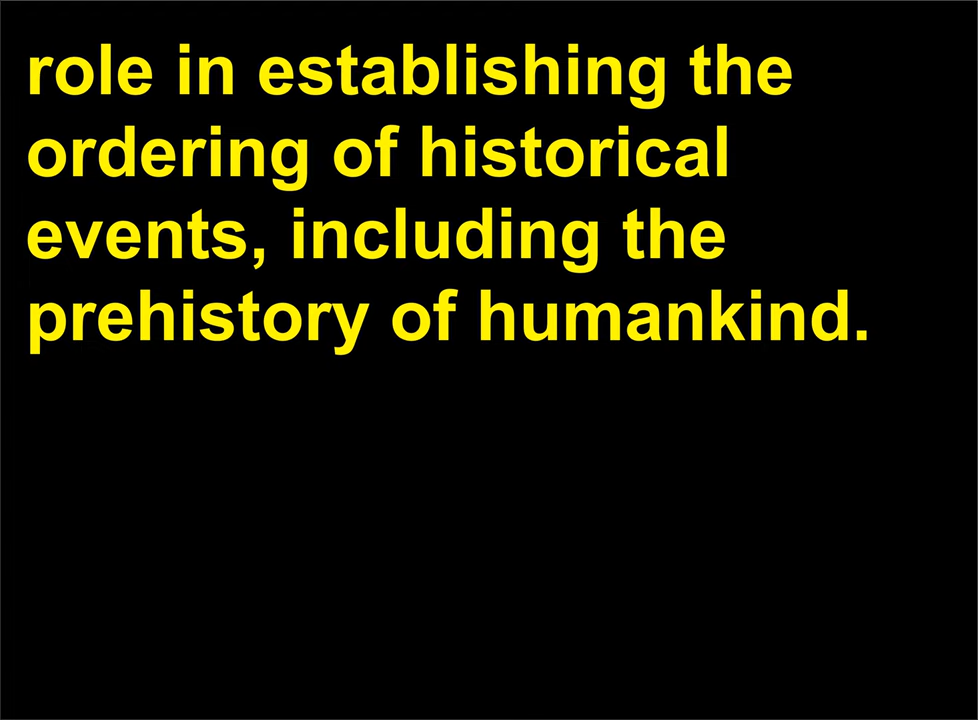 role in establishing the
ordering of historical
events, including the
prehistory of humankind.